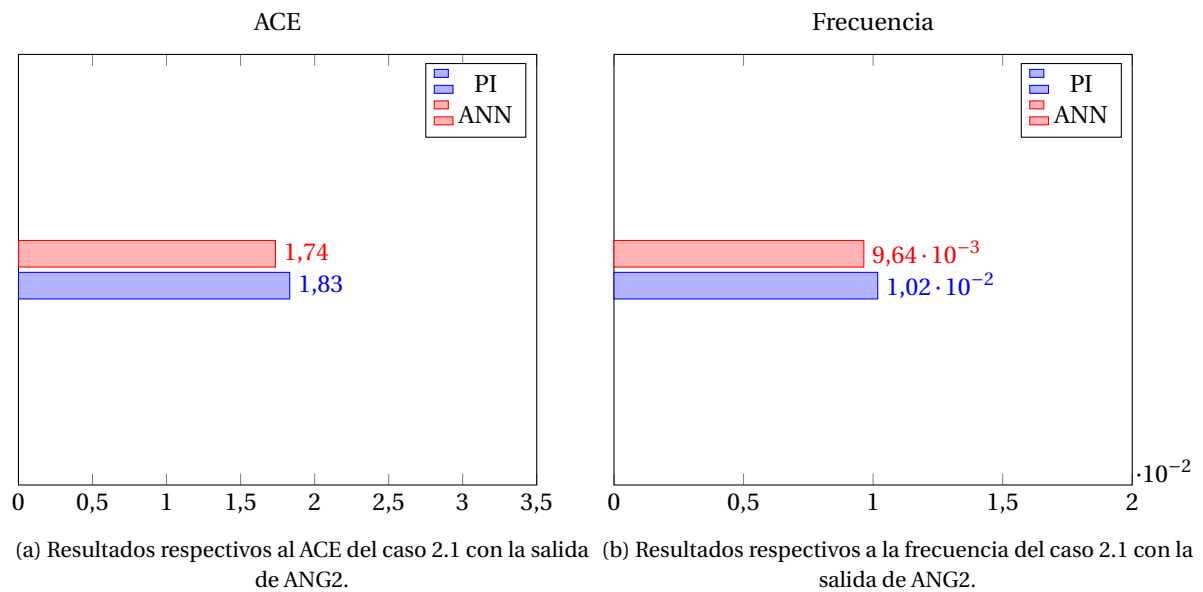 ACE
PI
ANN
1,74
1,83
0 0,5 1 1,5 2 2,5 3 3,5
(a) Resultados respectivos al ACE del caso 2.1 con la salida
de ANG2.
Frecuencia
PI
ANN
9,64 · 10⁻³
1,02 · 10⁻²
·10⁻²
0 0,5 1 1,5 2
(b) Resultados respectivos a la frecuencia del caso 2.1 con la
salida de ANG2.